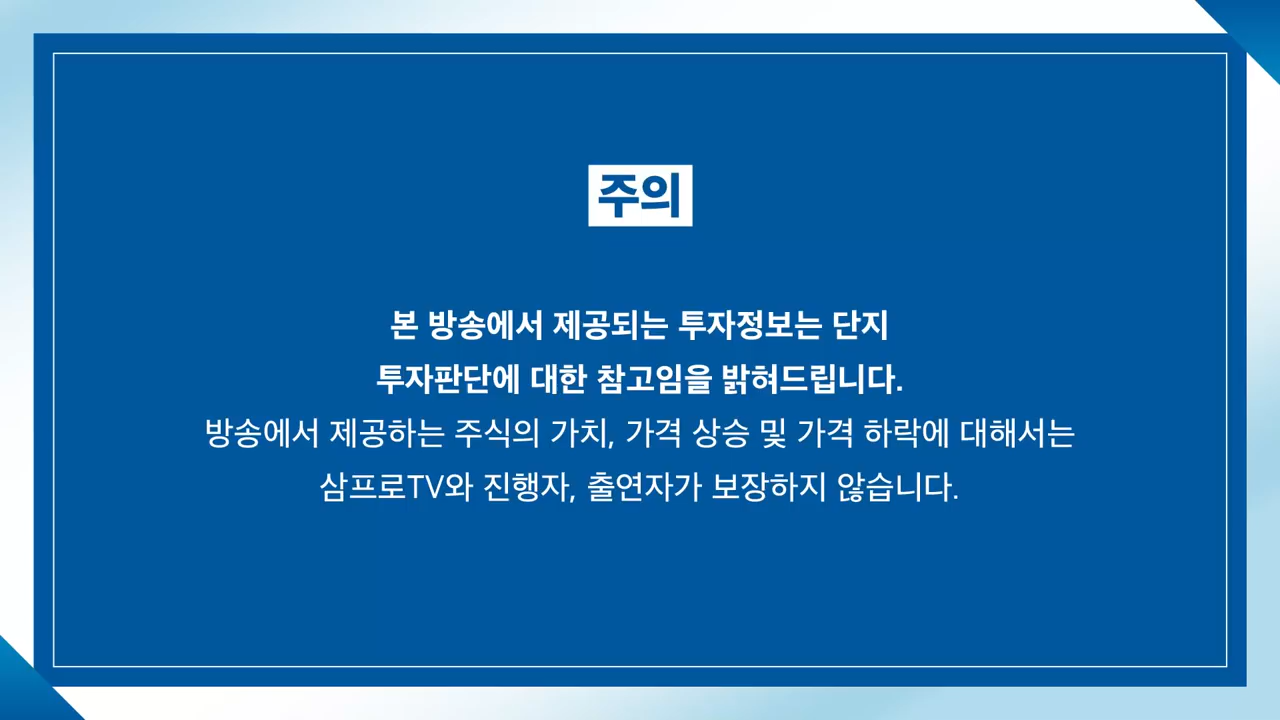 주의
본 방송에서 제공되는 투자정보는 단지
투자판단에 대한 참고임을 밝혀드립니다.
방송에서 제공하는 주식의 가치, 가격 상승 및 가격 하락에 대해서는
삼프로TV와 진행자, 출연자가 보장하지 않습니다.